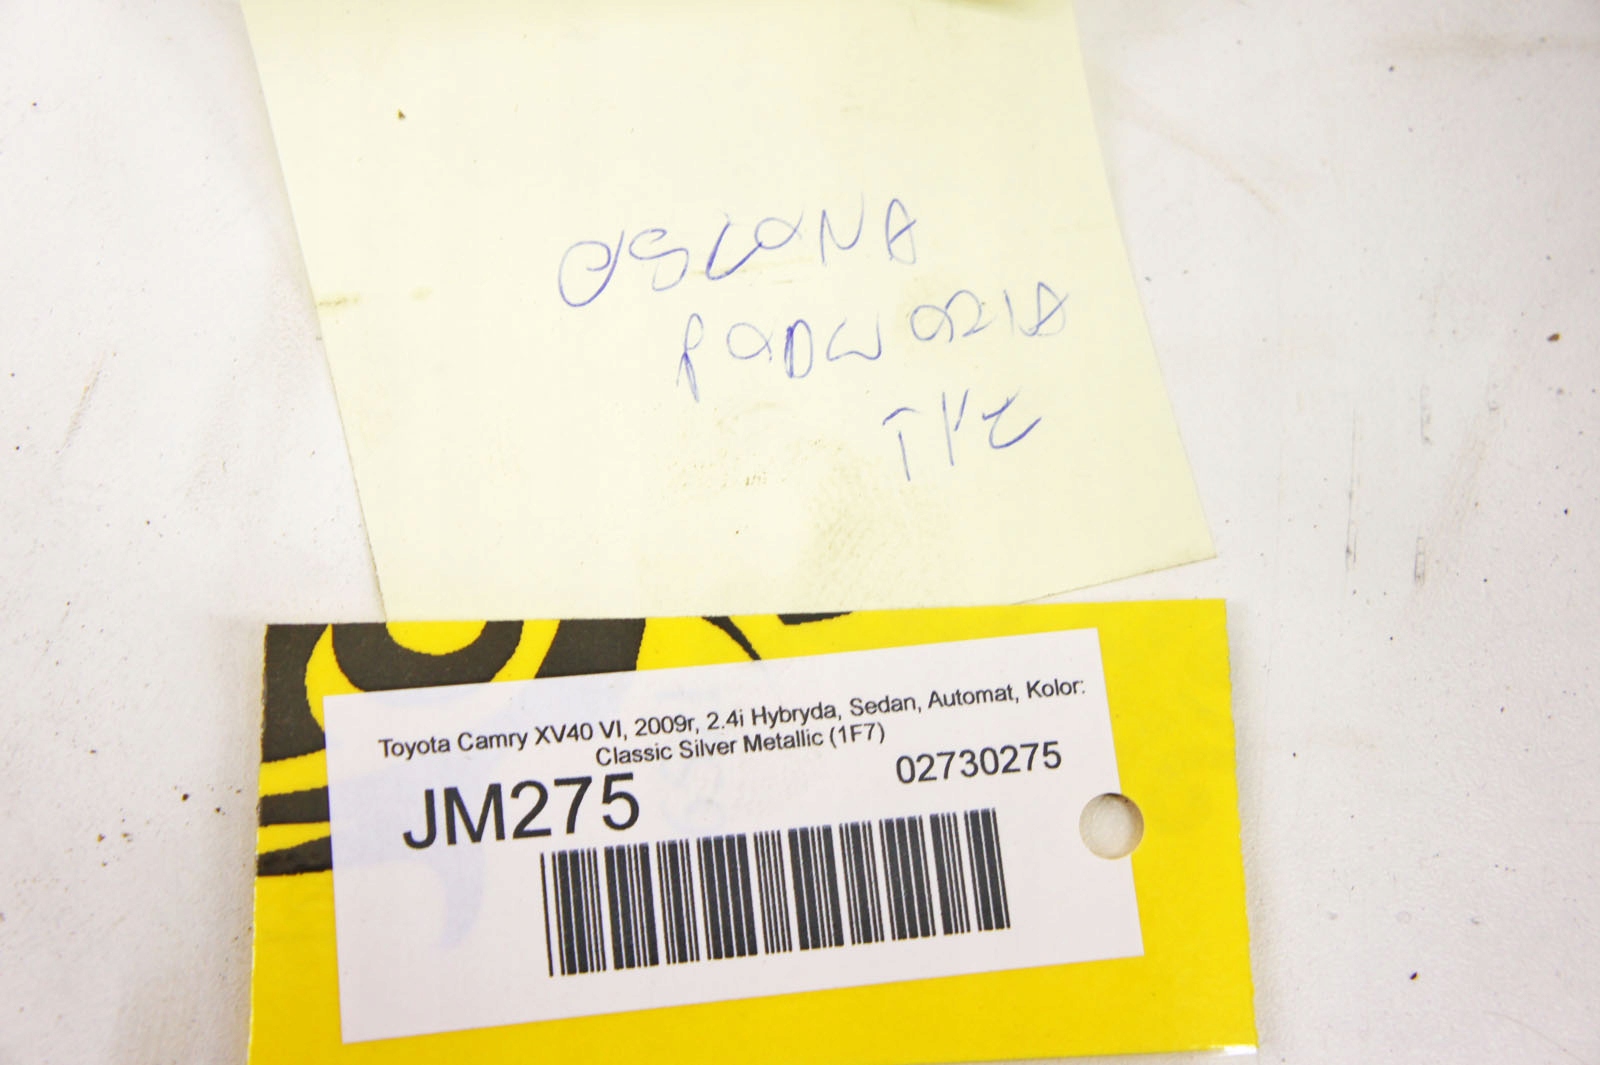 OSŁONA
PODWOZIA
TYŁ
Toyota Camry XV40 VI, 2009r, 2.4i Hybryda, Sedan, Automat, Kolor:
Classic Silver Metallic (1F7)
JM275
02730275